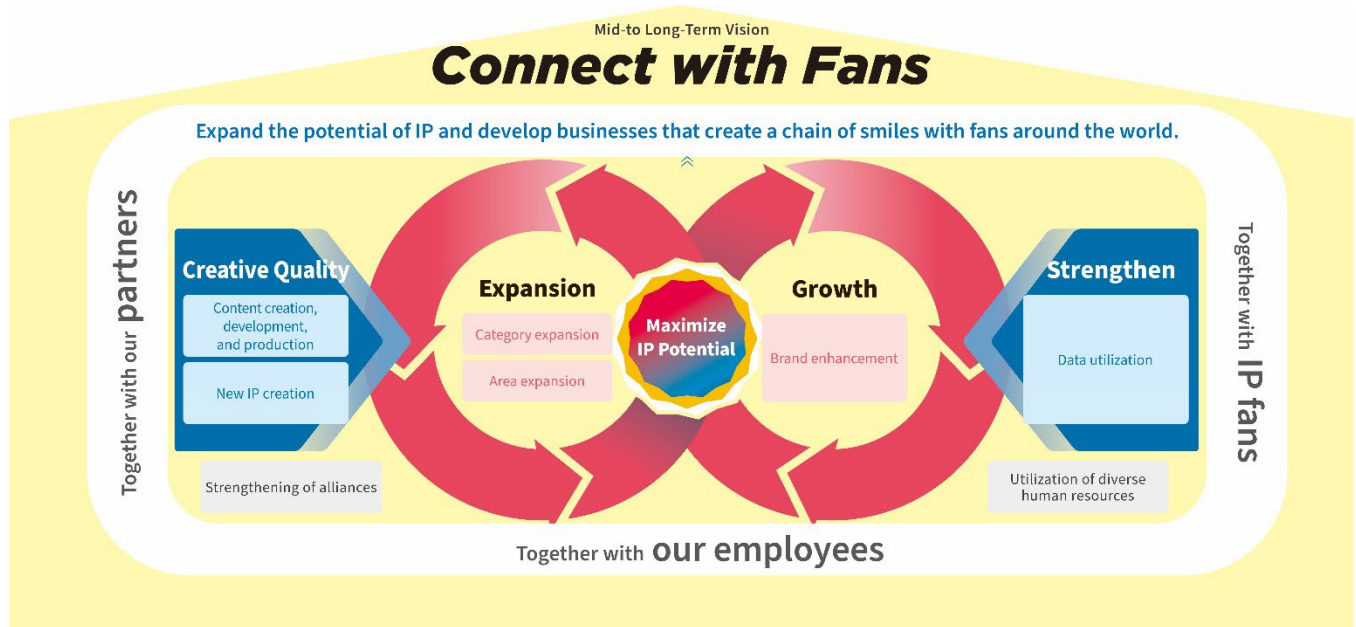 Mid-to Long-Term Vision
Connect with Fans
Expand the potential of IP and develop businesses that create a chain of smiles with fans around the world.
Together with our partners
Creative Quality
Content creation,
development,
and production
New IP creation
Strengthening of alliances
Expansion
Category expansion
Area expansion
Maximize
IP Potential
Growth
Brand enhancement
Strengthen
Data utilization
Utilization of diverse
human resources
Together with IP fans
Together with our employees